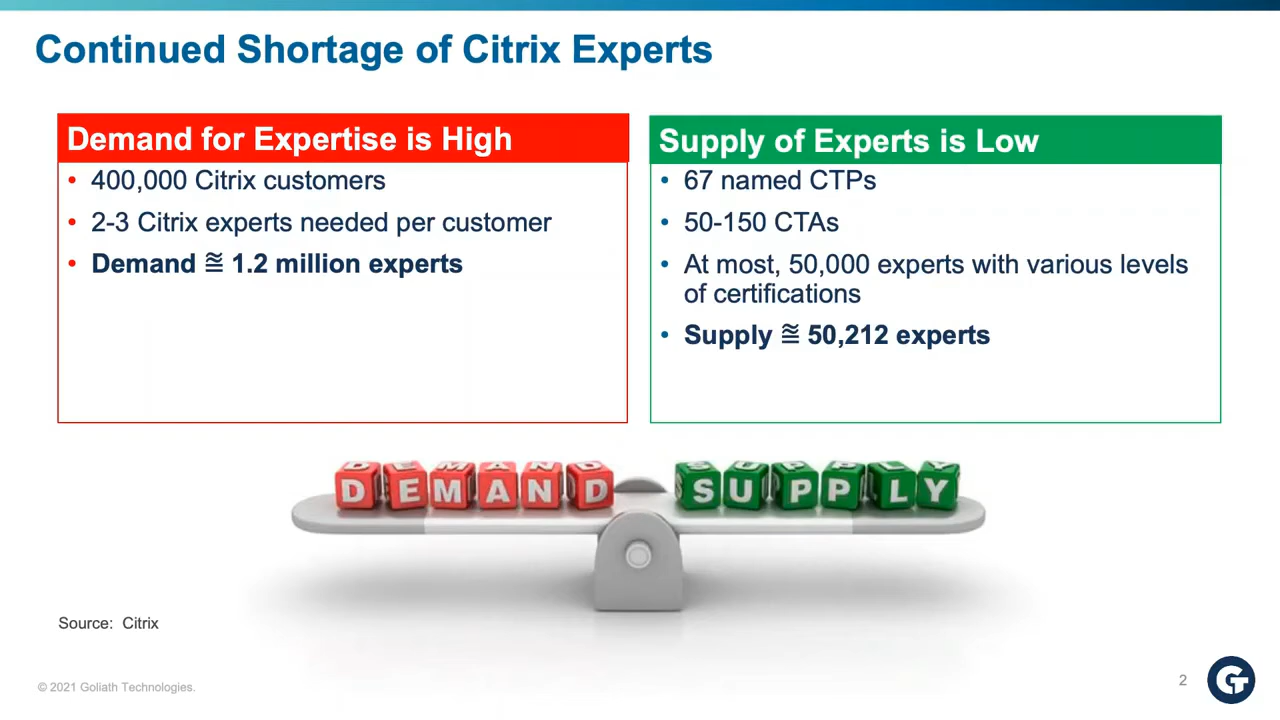 Continued Shortage of Citrix Experts
Demand for Expertise is High
• 400,000 Citrix customers
• 2-3 Citrix experts needed per customer
• Demand ≅ 1.2 million experts
Supply of Experts is Low
• 67 named CTPs
• 50-150 CTAs
• At most, 50,000 experts with various levels
of certifications
• Supply ≅ 50,212 experts
DEMAND SUPPLY
Source: Citrix
© 2021 Goliath Technologies.
2
GT